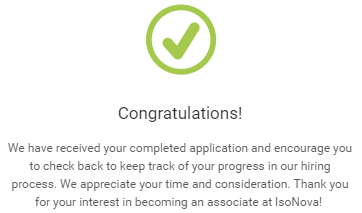 Congratulations!
We have received your completed application and encourage you
to check back to keep track of your progress in our hiring
process. We appreciate your time and consideration. Thank you
for your interest in becoming an associate at IsoNova!